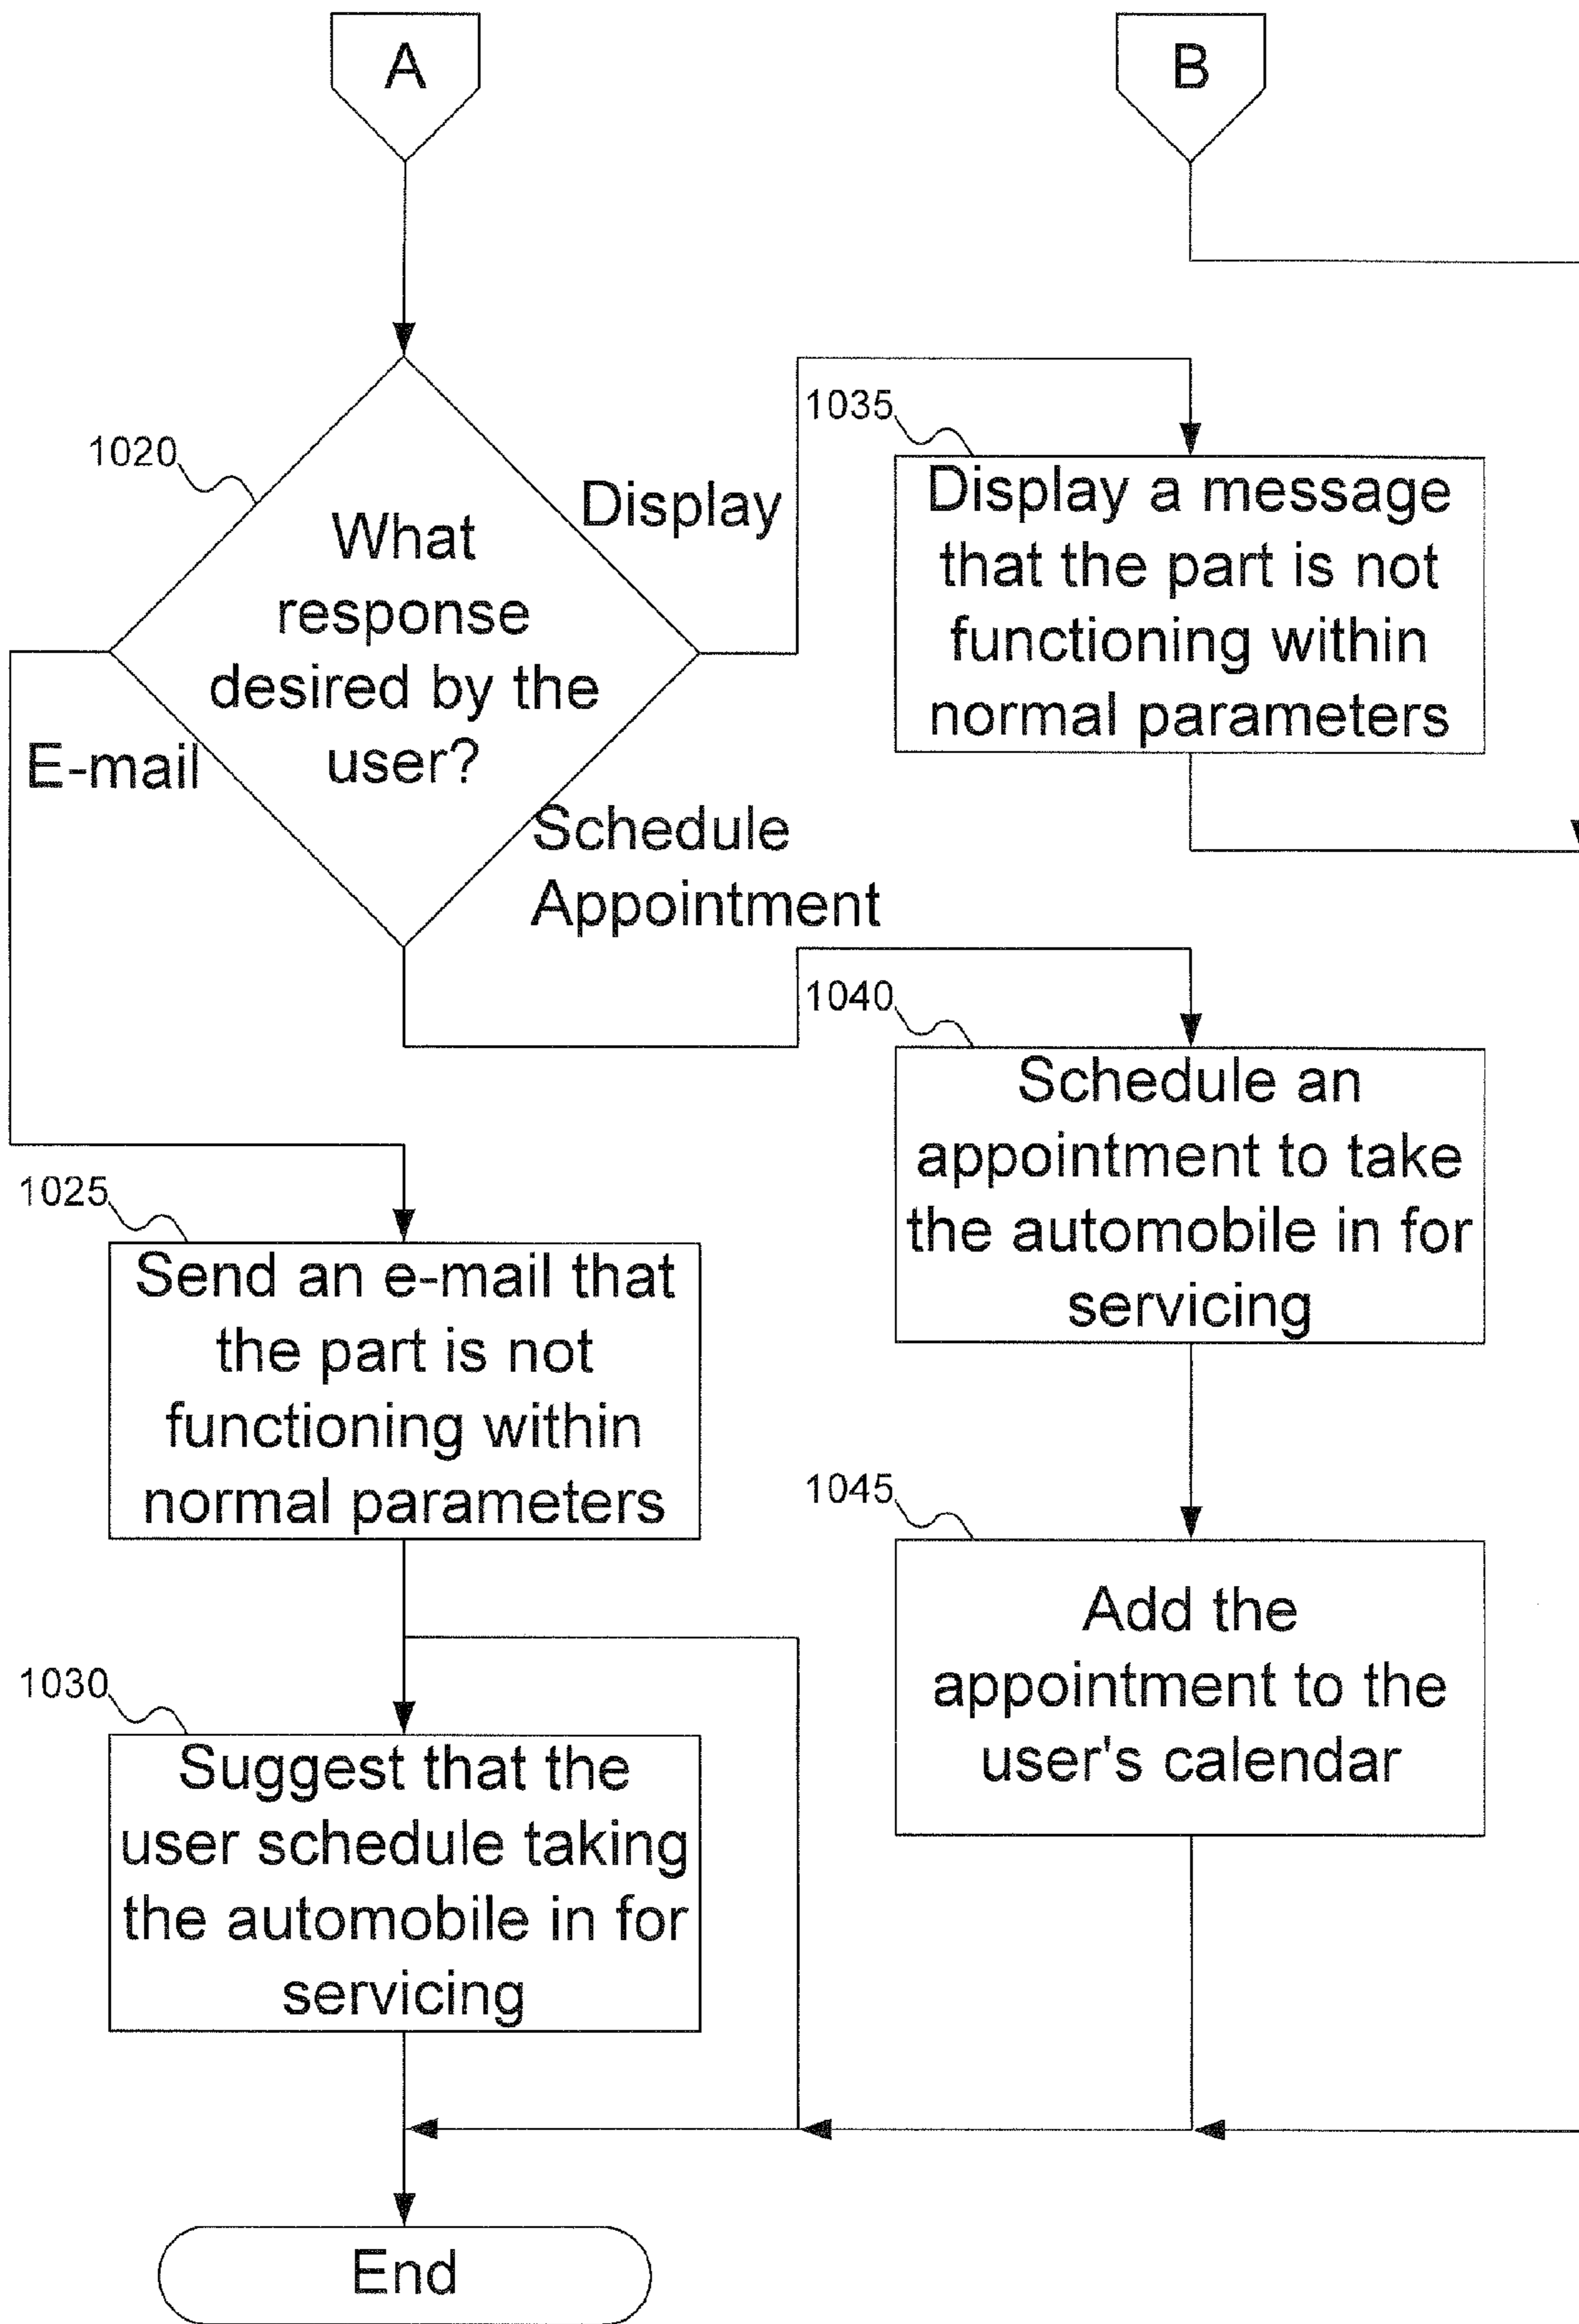 A
B
1020
What
response
desired by the
user?
Display
E-mail
Schedule
Appointment
1035
Display a message
that the part is not
functioning within
normal parameters
1040
Schedule an
appointment to take
the automobile in for
servicing
1025
Send an e-mail that
the part is not
functioning within
normal parameters
1045
Add the
appointment to the
user's calendar
1030
Suggest that the
user schedule taking
the automobile in for
servicing
End